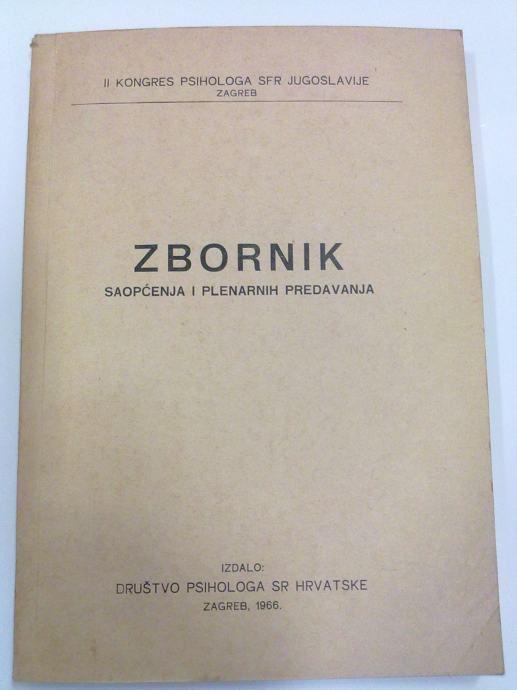 II KONGRES PSIHOLOGA SFR JUGOSLAVIJE
ZAGREB
ZBORNIK
SAOPĆENJA I PLENARNIH PREDAVANJA
IZDALO:
DRUŠTVO PSIHOLOGA SR HRVATSKE
ZAGREB, 1966.